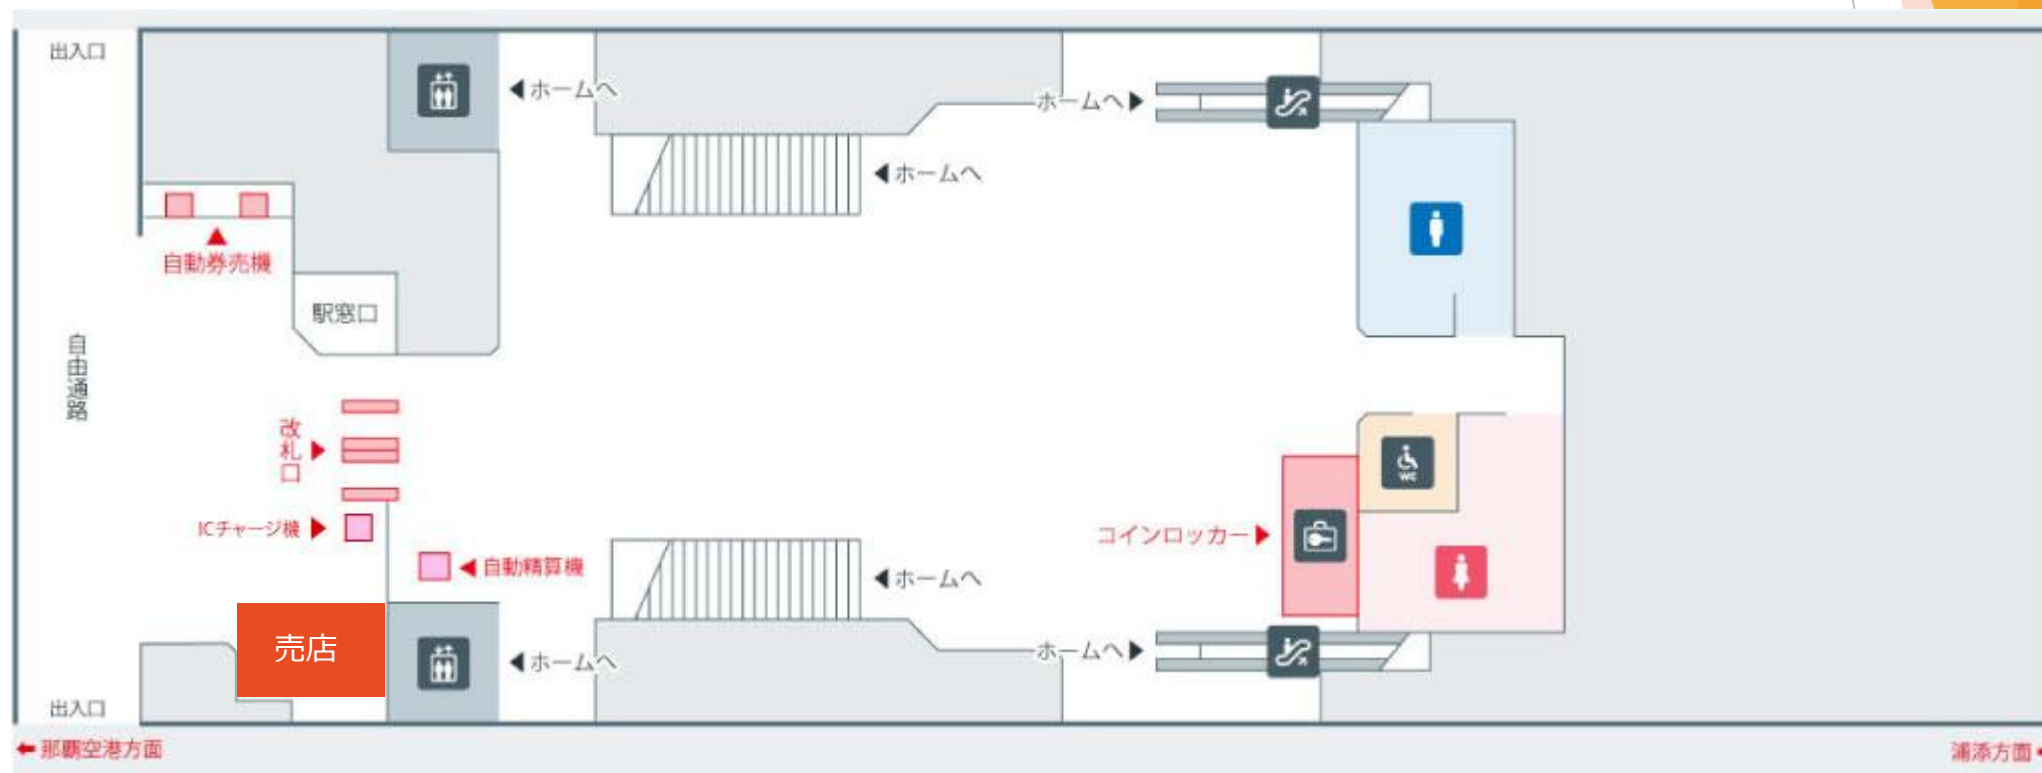 出入口
◀ホームへ
ホームへ▶
◀ホームへ
自動券売機
駅窓口
自由通路
改札口
ICチャージ機
自動精算機
コインロッカー
WC
◀ホームへ
売店
◀ホームへ
ホームへ▶
出入口
那覇空港方面
浦添方面